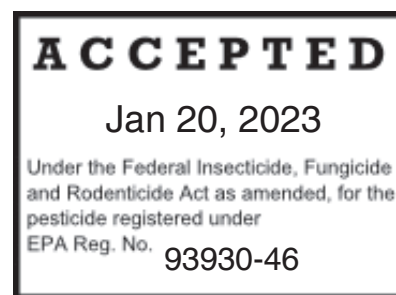 ACCEPTED
Jan 20, 2023
Under the Federal Insecticide, Fungicide
and Rodenticide Act as amended, for the
pesticide registered under
EPA Reg. No. 93930-46